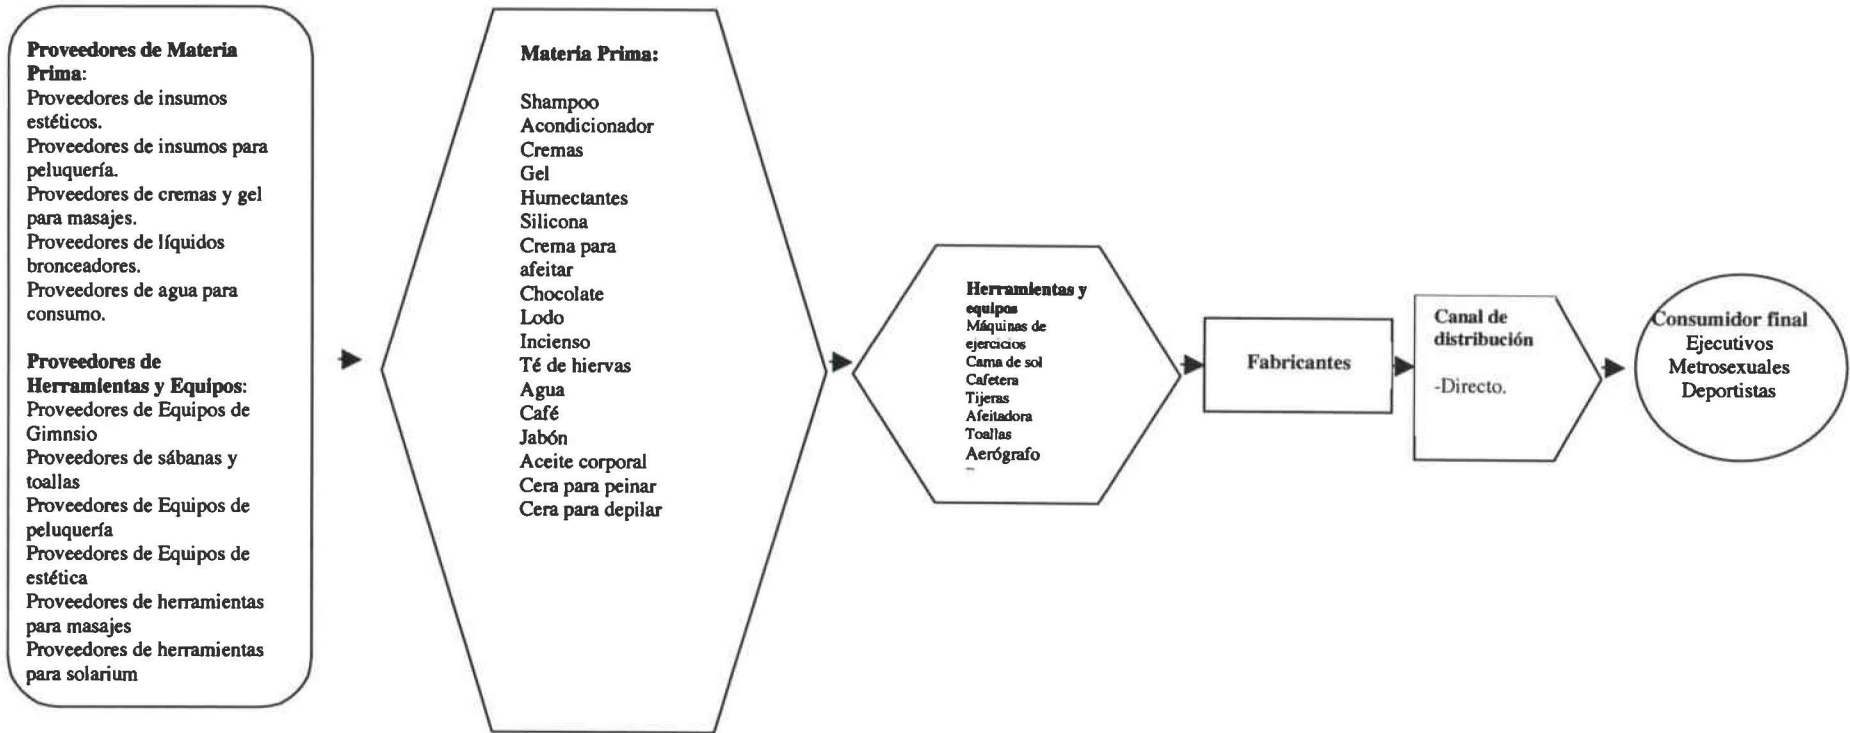 Proveedores de Materia
Prima:
Proveedores de insumos
estéticos.
Proveedores de insumos para
peluquería.
Proveedores de cremas y gel
para masajes.
Proveedores de líquidos
bronceadores.
Proveedores de agua para
consumo.
Proveedores de
Herramientas y Equipos:
Proveedores de Equipos de
Gimnsio
Proveedores de sábanas y
toallas
Proveedores de Equipos de
peluquería
Proveedores de Equipos de
estética
Proveedores de herramientas
para masajes
Proveedores de herramientas
para solarium
Materia Prima:
Shampoo
Acondicionador
Cremas
Gel
Humectantes
Silicona
Crema para
afeitar
Chocolate
Lodo
Incienso
Té de hiervas
Agua
Café
Jabón
Aceite corporal
Cera para peinar
Cera para depilar
Herramientas y
equipos
Máquinas de
ejercicios
Cama de sol
Cafetera
Tijeras
Afeitadora
Toallas
Aerógrafo
Fabricantes
Canal de
distribución
-Directo.
Consumidor final
Ejecutivos
Metrosexuales
Deportistas